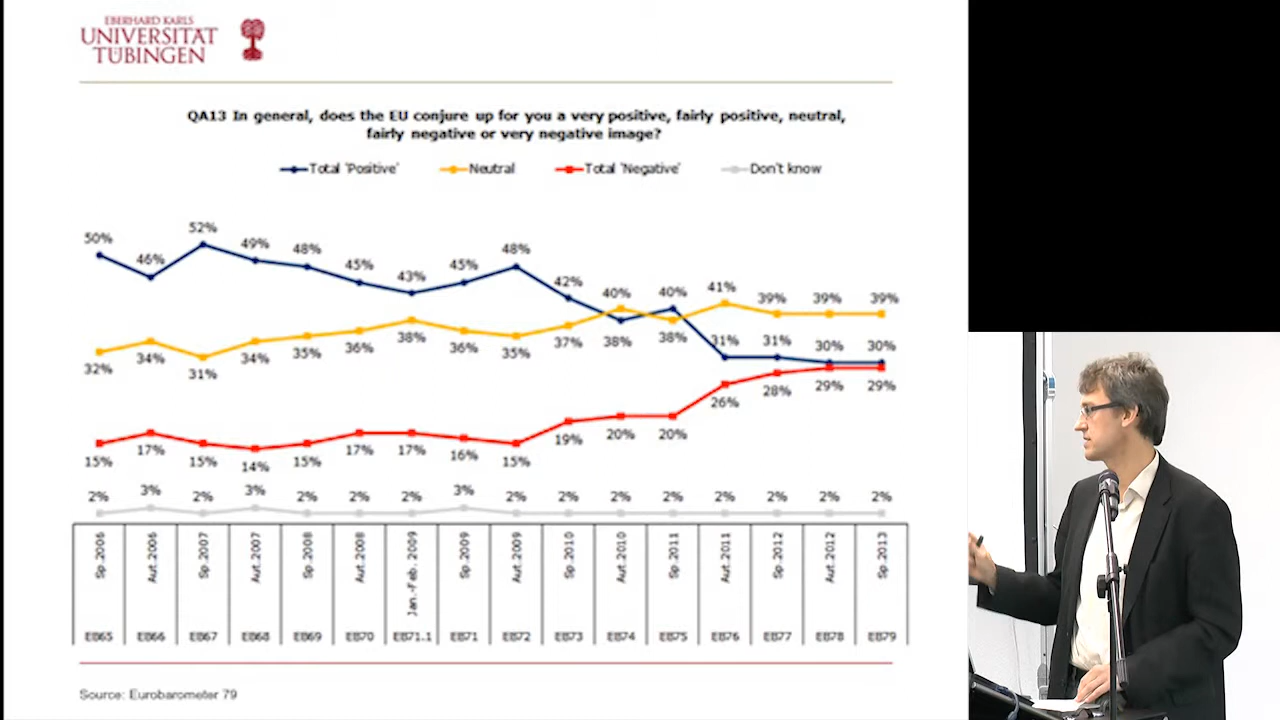 EBERHARD KARLS
UNIVERSITÄT
TÜBINGEN
QA13 In general, does the EU conjure up for you a very positive, fairly positive, neutral,
fairly negative or very negative image?
Total 'Positive' Neutral Total 'Negative' Don't know
50% 46% 52% 49% 48% 45% 43% 45% 48% 42% 38% 40% 31% 31% 30% 30%
32% 34% 31% 34% 35% 36% 38% 36% 35% 37% 40% 38% 41% 39% 39% 39%
15% 17% 15% 14% 15% 17% 17% 16% 15% 19% 20% 20% 26% 28% 29% 29%
2% 3% 2% 3% 2% 2% 2% 3% 2% 2% 2% 2% 2% 2% 2% 2%
Sp.2006 Aut.2006 Sp.2007 Aut.2007 Sp.2008 Aut.2008 Jan.-Feb. 2009 Sp.2009 Aut.2009 Sp.2010 Aut.2010 Sp.2011 Aut.2011 Sp.2012 Aut.2012 Sp.2013
EB65 EB66 EB67 EB68 EB69 EB70 EB71.1 EB71 EB72 EB73 EB74 EB75 EB76 EB77 EB78 EB79
Source: Eurobarometer 79